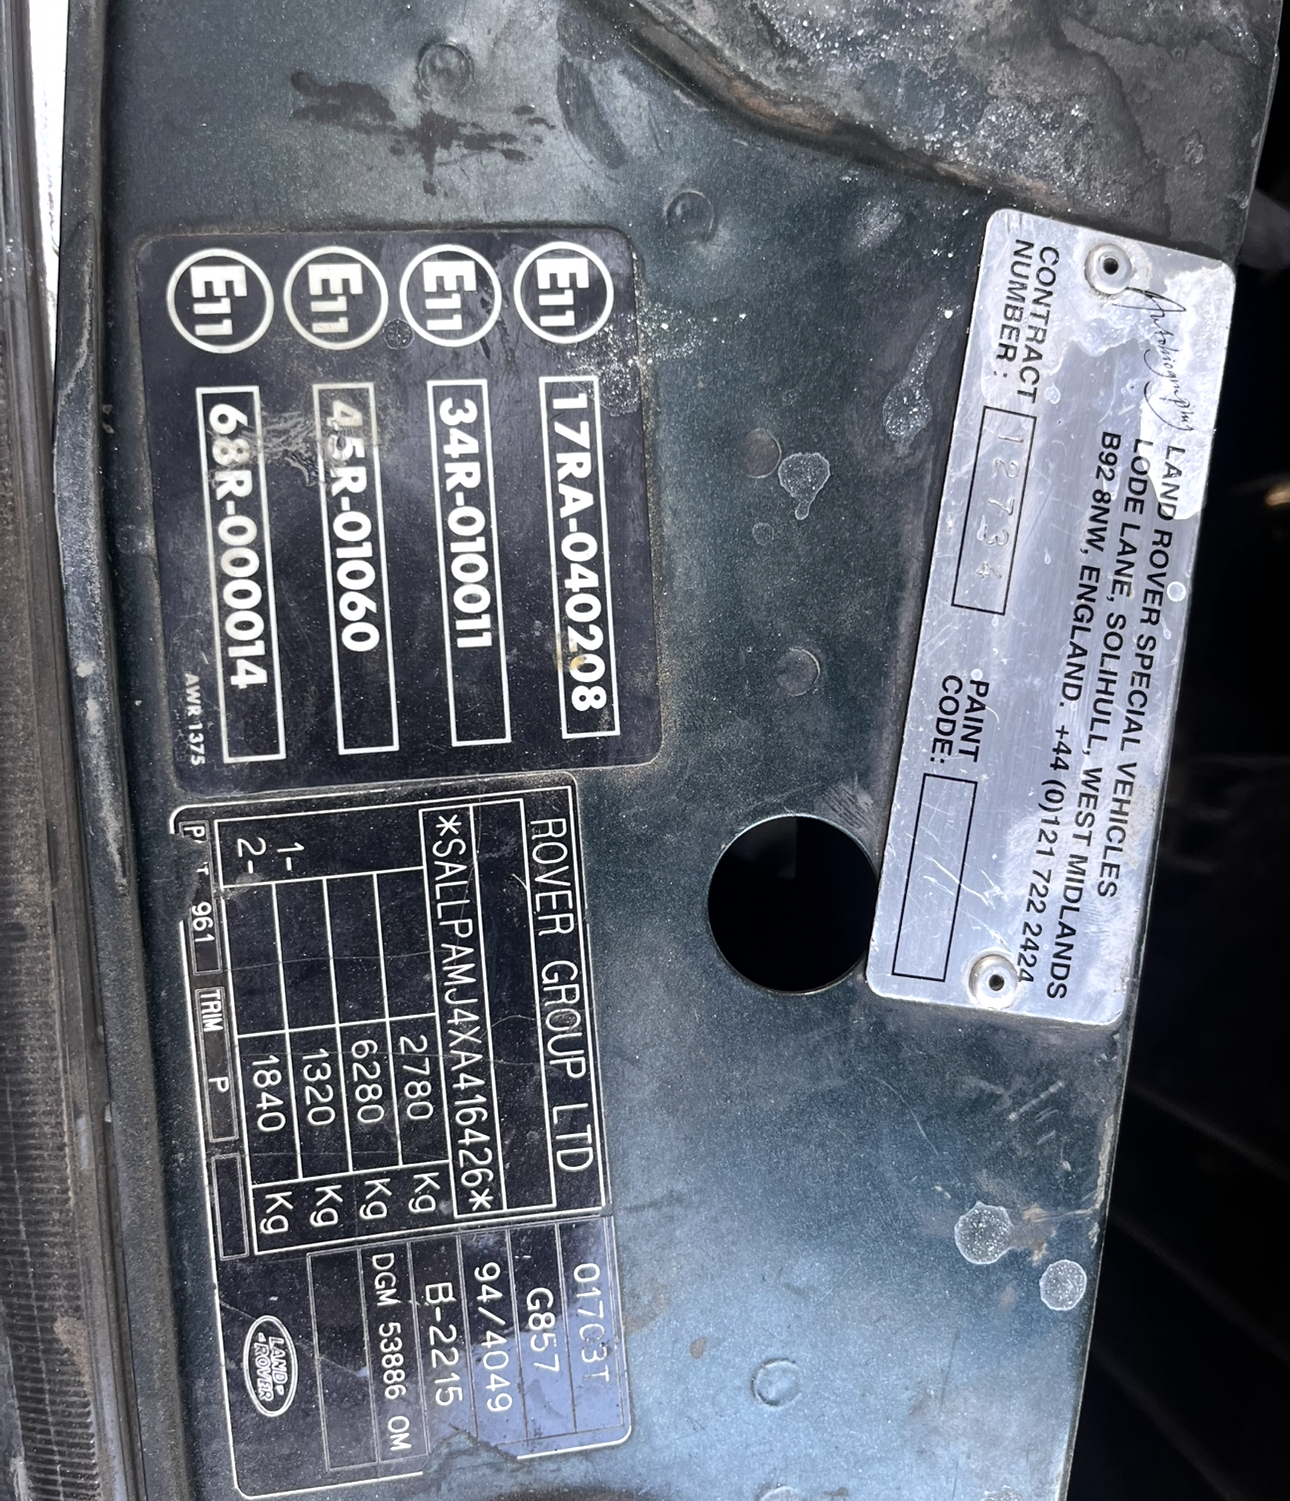 Autobiography
LAND ROVER SPECIAL VEHICLES
LODE LANE, SOLIHULL, WEST MIDLANDS
B92 8NW, ENGLAND. +44 (0)121 722 2424
CONTRACT
NUMBER: 12734
PAINT
CODE:
E11 17RA-040208
E11 34R-010011
E11 45R-01060
E11 68R-000014
AWR 1375
ROVER GROUP LTD
*SALLPAMJ4XA416426*
2780 Kg
6280 Kg
1- 1320 Kg
2- 1840 Kg
961 TRIM P
G857
94/4049
B-2215
DGM 53886 OM
LAND-ROVER